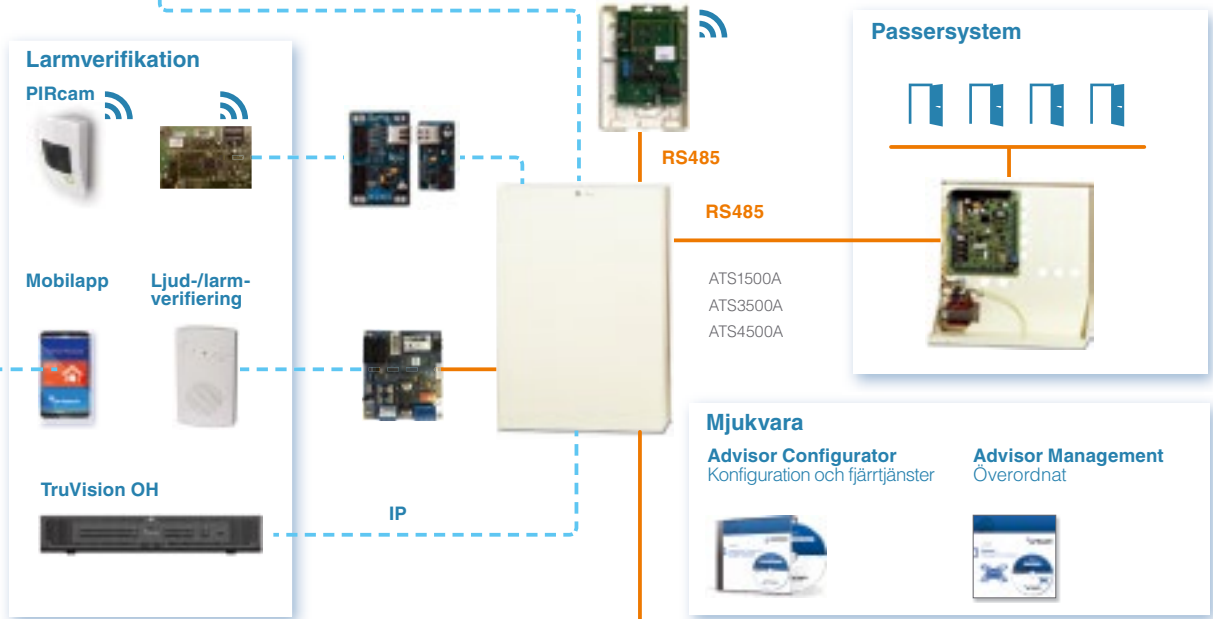 Larmverifikation
PIRcam
Mobilapp
Ljud-/larm-
verifiering
TruVision OH
IP
RS485
RS485
ATS1500A
ATS3500A
ATS4500A
Passersystem
Mjukvara
Advisor Configurator
Konfiguration och fjärrtjänster
Advisor Management
Överordnat